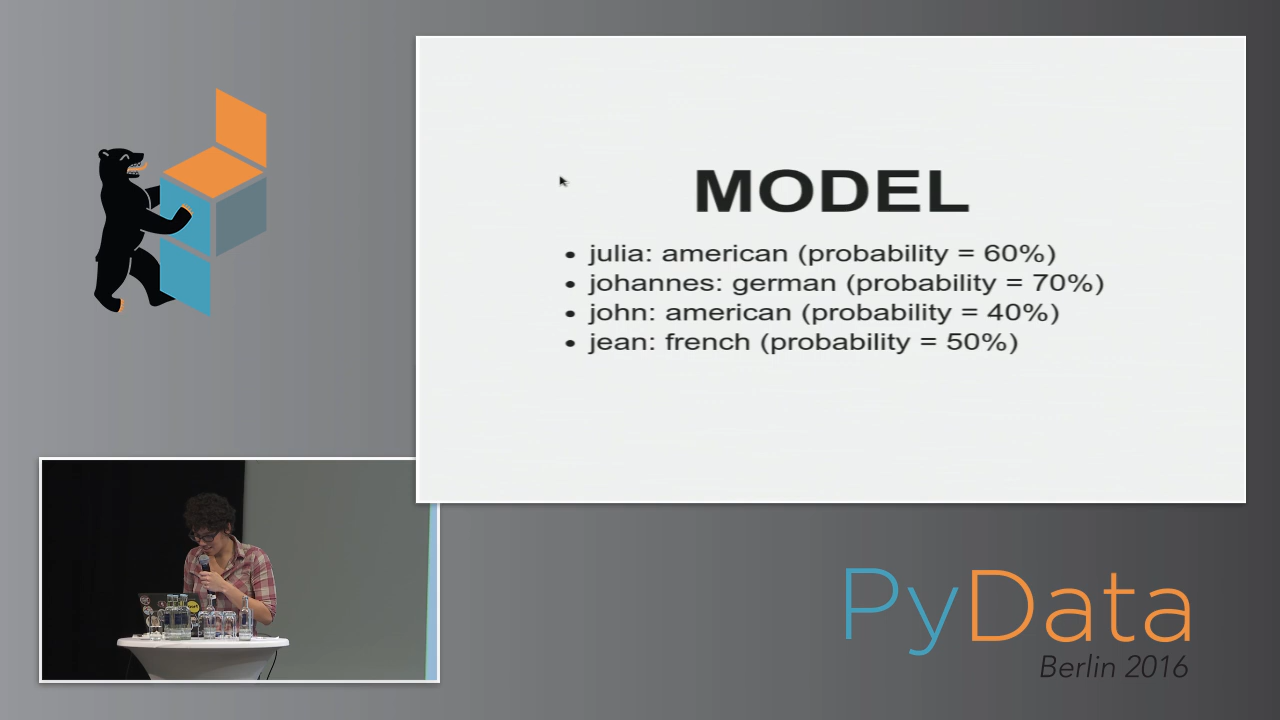 MODEL
• julia: american (probability = 60%)
• johannes: german (probability = 70%)
• john: american (probability = 40%)
• jean: french (probability = 50%)
PyData
Berlin 2016